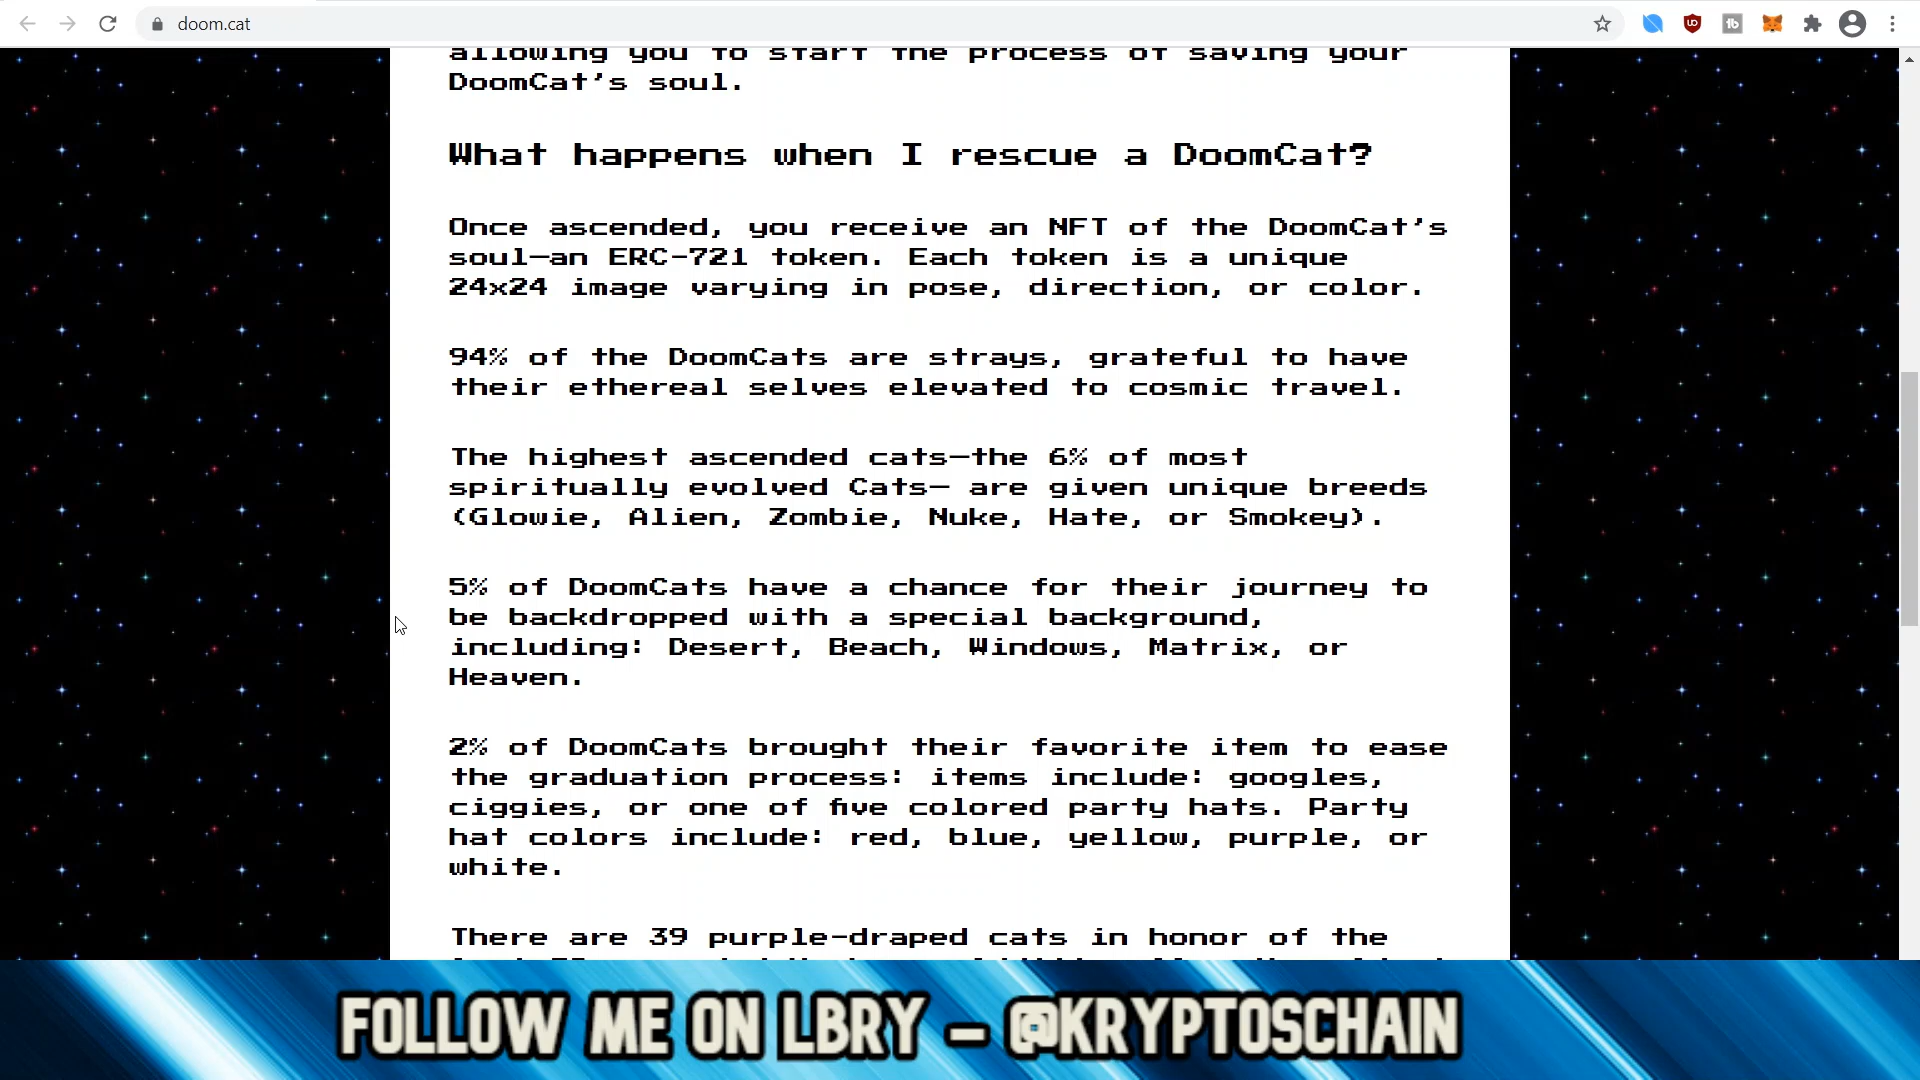 doom.cat
allowing you to start the process of saving your
DoomCat's soul.
What happens when I rescue a DoomCat?
Once ascended, you receive an NFT of the DoomCat's
soul—an ERC-721 token. Each token is a unique
24x24 image varying in pose, direction, or color.
94% of the DoomCats are strays, grateful to have
their ethereal selves elevated to cosmic travel.
The highest ascended cats—the 6% of most
spiritually evolved Cats— are given unique breeds
(Glowie, Alien, Zombie, Nuke, Hate, or Smokey).
5% of DoomCats have a chance for their journey to
be backdropped with a special background,
including: Desert, Beach, Windows, Matrix, or
Heaven.
2% of DoomCats brought their favorite item to ease
the graduation process: items include: googles,
ciggies, or one of five colored party hats. Party
hat colors include: red, blue, yellow, purple, or
white.
There are 39 purple-draped cats in honor of the
FOLLOW ME ON LBRY - @KRYPTOSCHAIN